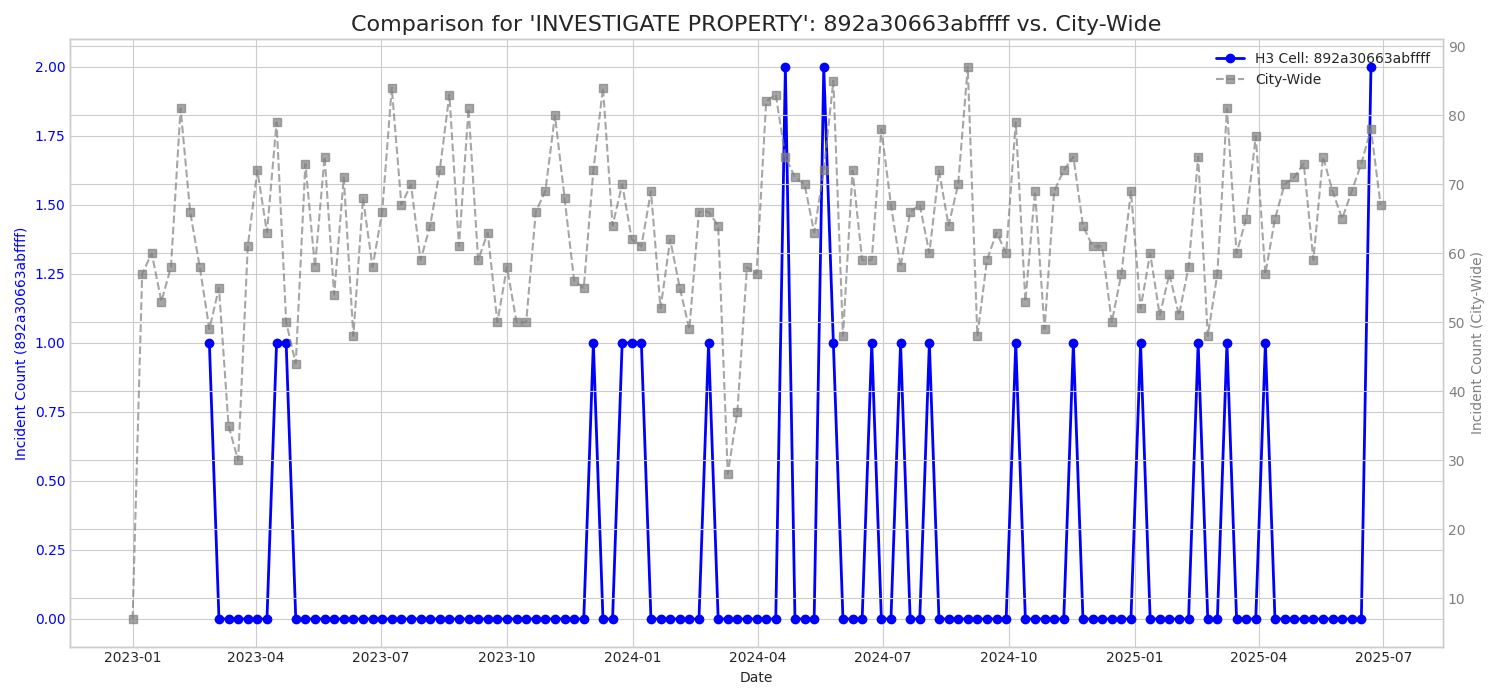 Comparison for 'INVESTIGATE PROPERTY': 892a30663abffff vs. City-Wide
H3 Cell: 892a30663abffff
City-Wide
Incident Count (892a30663abffff)
2.00
1.75
1.50
1.25
1.00
0.75
0.50
0.25
0.00
90
80
70
60
50
40
30
20
10
Incident Count (City-Wide)
2023-01 2023-04 2023-07 2023-10 2024-01 2024-04 2024-07 2024-10 2025-01 2025-04 2025-07
Date